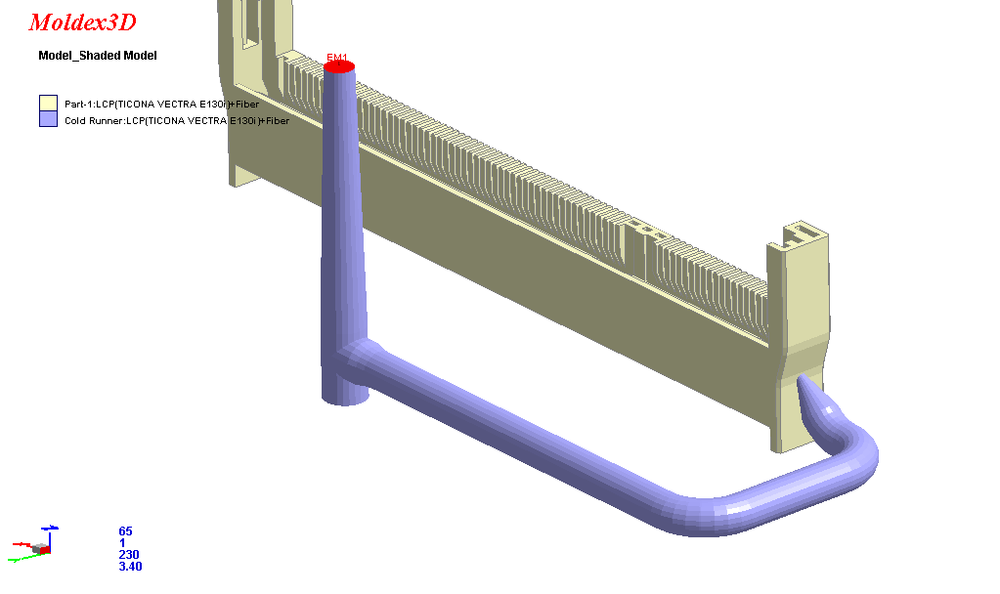 Moldex3D
Model_Shaded Model
EM1
Part-1:LCP(TICONA VECTRA E130i)+Fiber
Cold Runner:LCP(TICONA VECTRA E130i)+Fiber
65
1
230
3.40